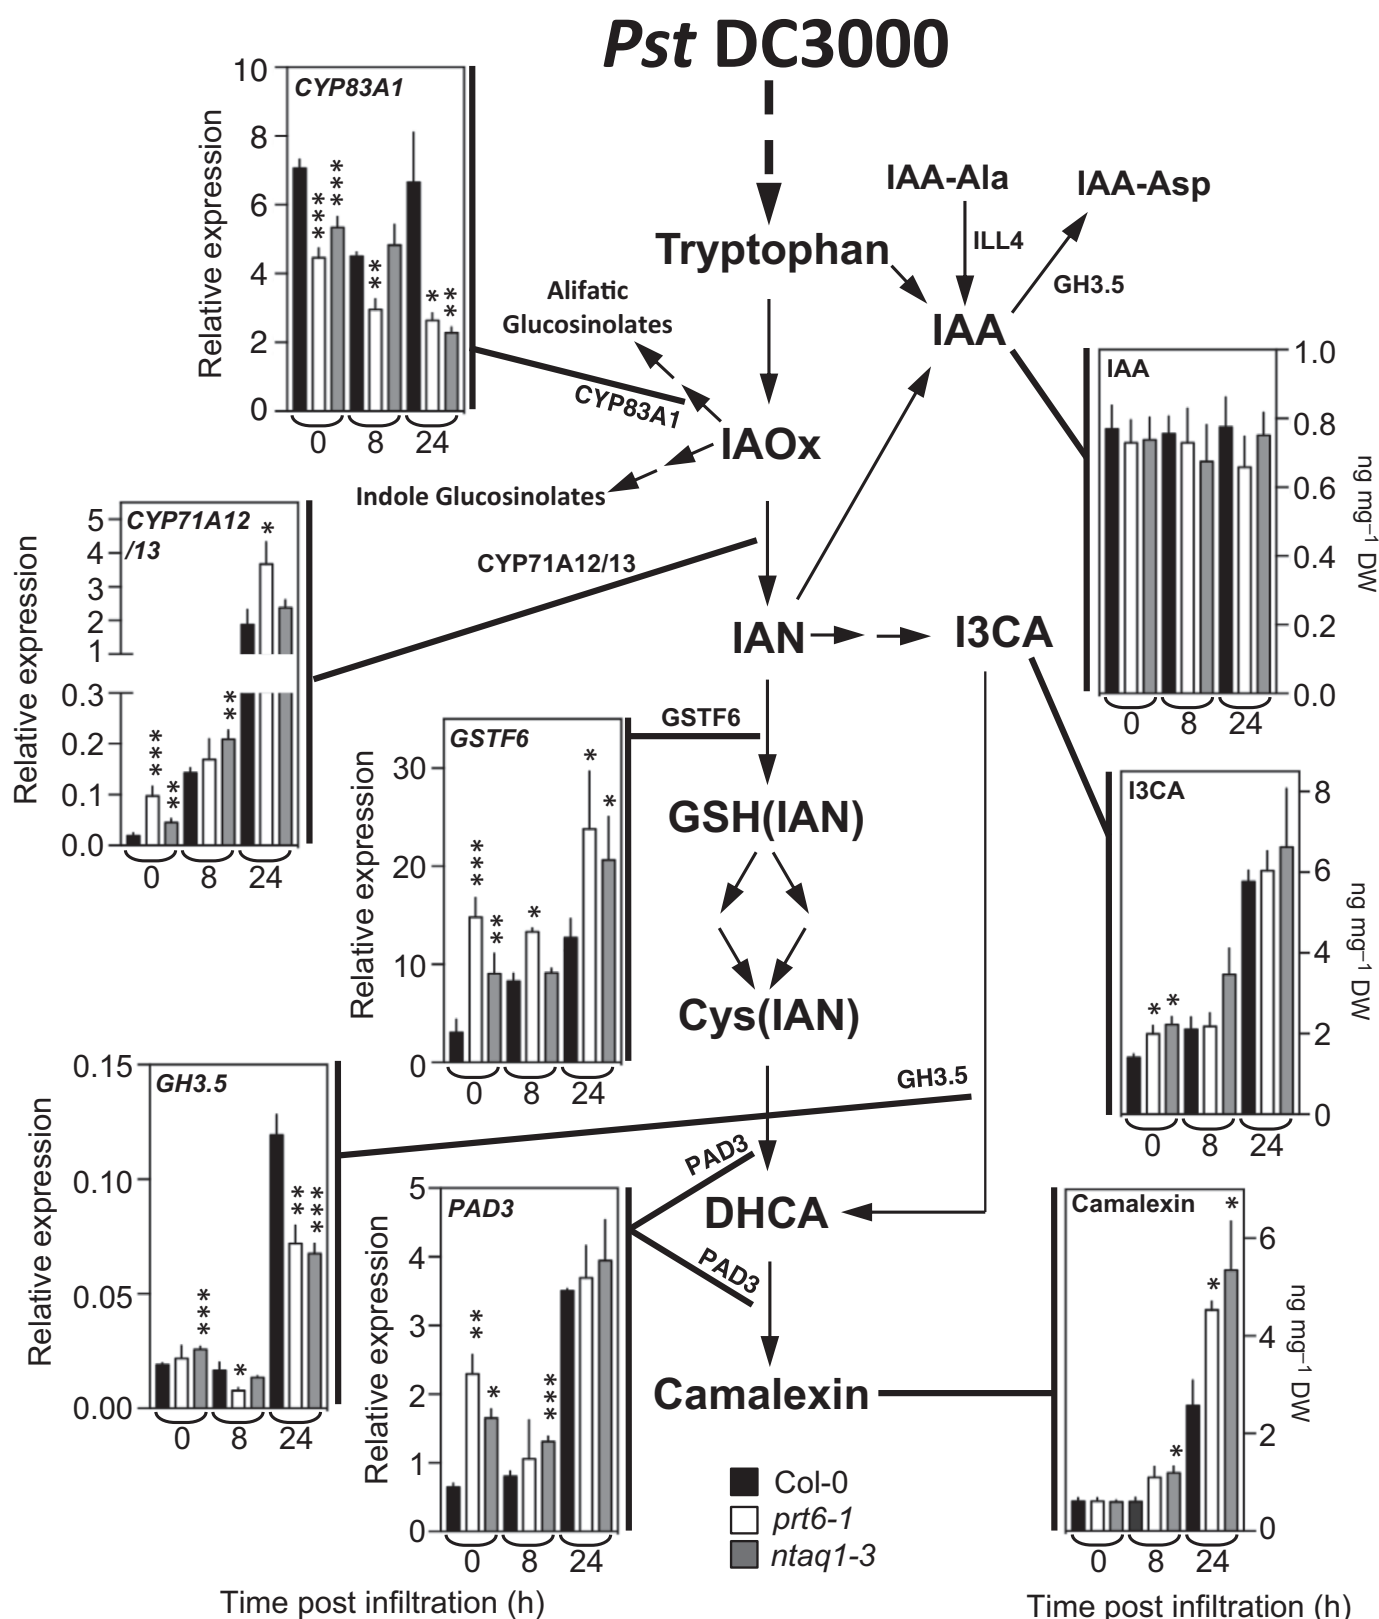 Pst DC3000
10
8
6
4
2
0
Relative expression
CYP83A1
***
***
**
*
**
0 8 24
IAA-Ala
IAA-Asp
ILL4
GH3.5
Tryptophan
IAA
Alifatic
Glucosinolates
CYP83A1
IAOx
Indole Glucosinolates
IAA
1.0
0.8
0.6
0.4
0.2
0.0
ng mg–1 DW
0 8 24
CYP71A12
/13
5
4
3
2
1
0.3
0.2
0.1
0.0
Relative expression
***
**
**
*
0 8 24
CYP71A12/13
IAN
I3CA
GSTF6
GSTF6
30
20
10
0
Relative expression
***
**
*
*
*
0 8 24
GSH(IAN)
Cys(IAN)
I3CA
8
6
4
2
0
ng mg–1 DW
*
*
0 8 24
GH3.5
0.15
0.10
0.05
0.00
Relative expression
***
*
**
***
0 8 24
GH3.5
PAD3
DHCA
PAD3
PAD3
5
4
3
2
1
0
Relative expression
**
*
***
0 8 24
Camalexin
Camalexin
6
4
2
0
ng mg–1 DW
*
*
*
0 8 24
Col-0
prt6-1
ntaq1-3
Time post infiltration (h)
Time post infiltration (h)